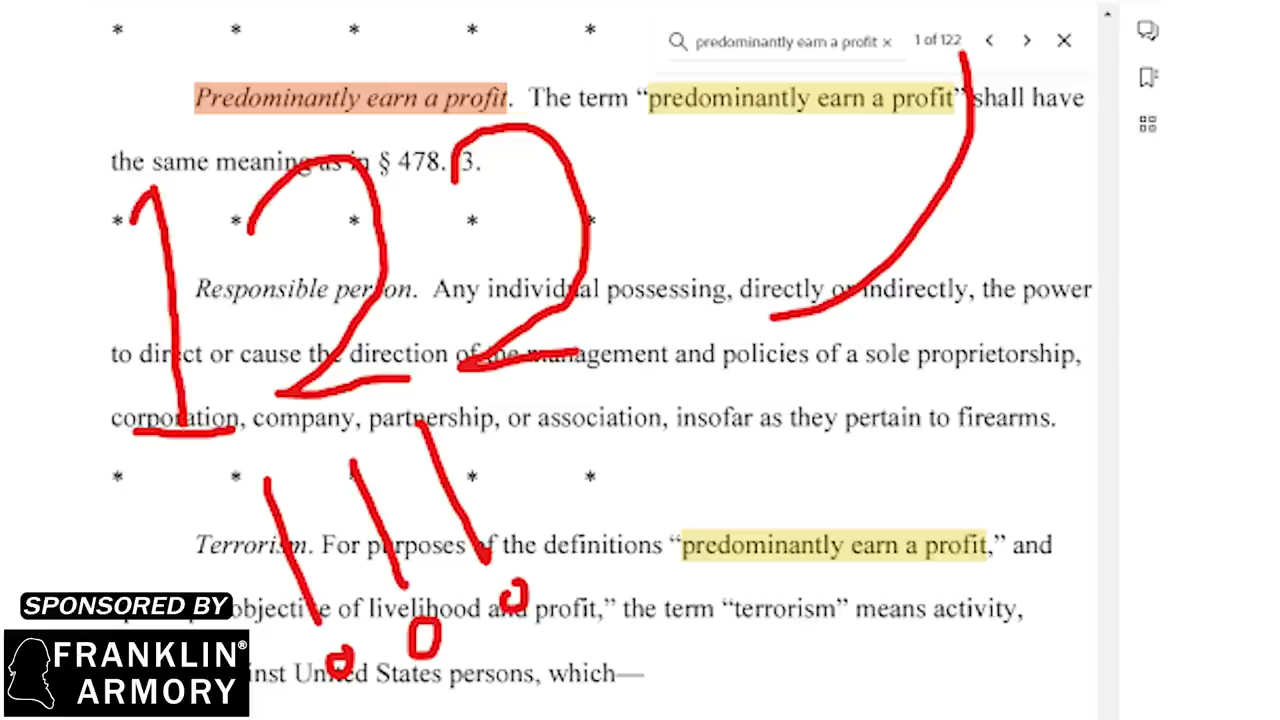 predominantly earn a profit × 1 of 122
* * * * *
Predominantly earn a profit. The term “predominantly earn a profit” shall have
the same meaning as in § 478. 3.
* * * * *
Responsible person. Any individual possessing, directly or indirectly, the power
to direct or cause the direction of the management and policies of a sole proprietorship,
corporation, company, partnership, or association, insofar as they pertain to firearms.
* * * * *
122
!!!
Terrorism. For purposes of the definitions “predominantly earn a profit,” and
objective of livelihood and profit,” the term “terrorism” means activity,
inst United States persons, which—
SPONSORED BY
FRANKLIN®
ARMORY